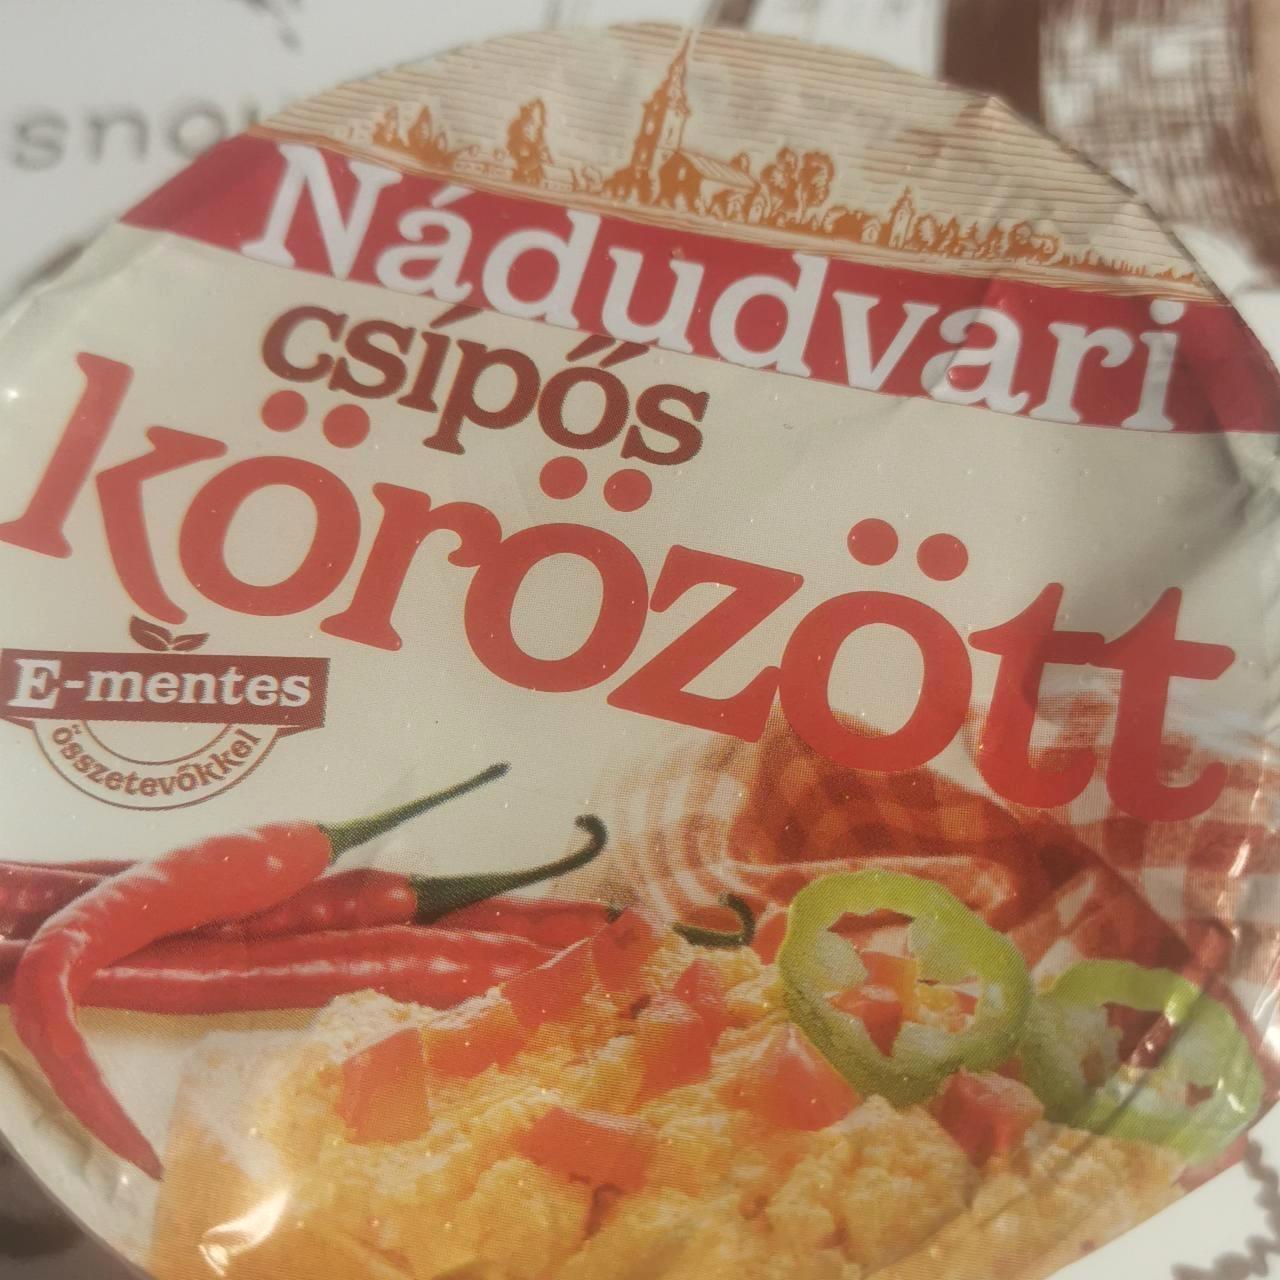 Nádudvari
csípős
körözött
E-mentes
összetevőkkel